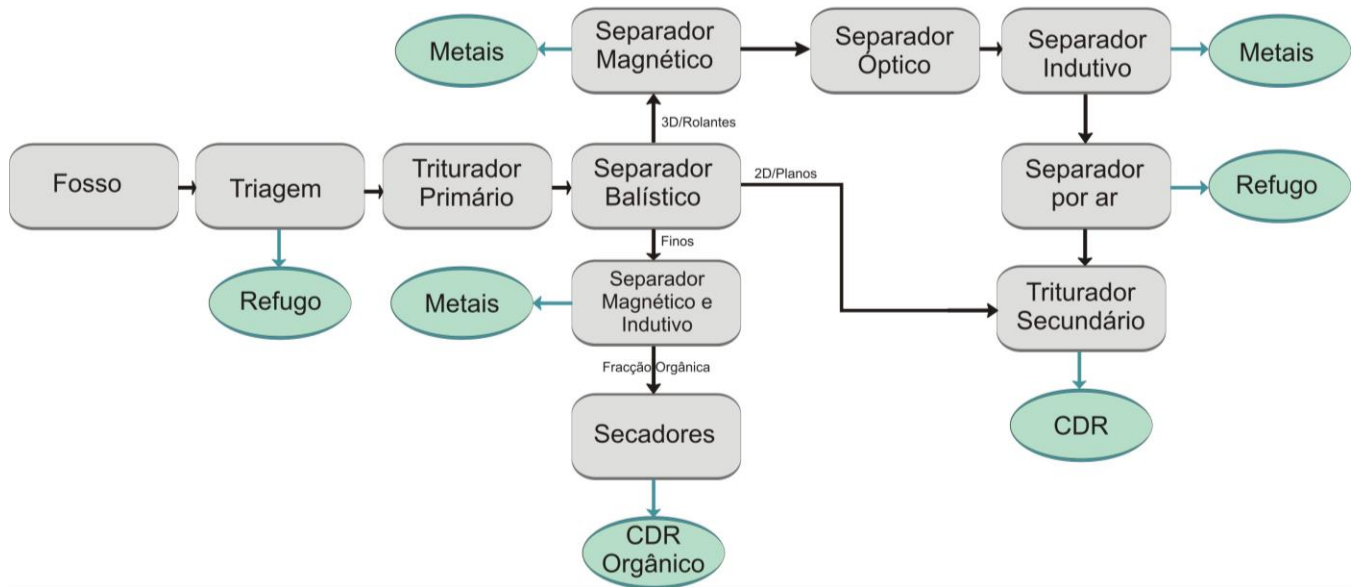 Metais
Separador
Magnético
Separador
Óptico
Separador
Indutivo
Metais
3D/Rolantes
Fosso
Triagem
Triturador
Primário
Separador
Balístico
2D/Planos
Separador
por ar
Refugo
Finos
Refugo
Metais
Separador
Magnético e
Indutivo
Triturador
Secundário
Fracção Orgânica
Secadores
CDR
CDR
Orgânico